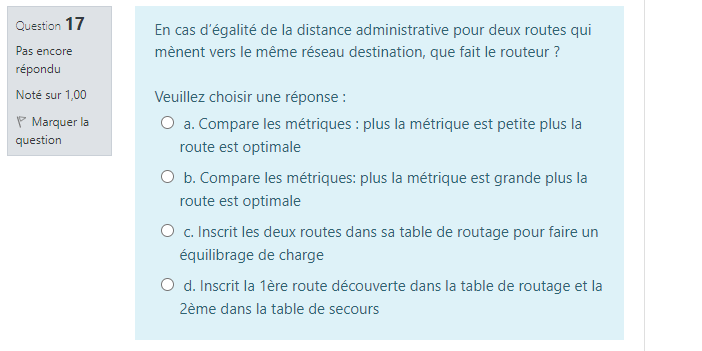 Question 17
Pas encore
répondu
Noté sur 1,00
Marquer la
question
En cas d'égalité de la distance administrative pour deux routes qui
mènent vers le même réseau destination, que fait le routeur ?
Veuillez choisir une réponse :
a. Compare les métriques : plus la métrique est petite plus la
route est optimale
b. Compare les métriques: plus la métrique est grande plus la
route est optimale
c. Inscrit les deux routes dans sa table de routage pour faire un
équilibrage de charge
d. Inscrit la 1ère route découverte dans la table de routage et la
2ème dans la table de secours